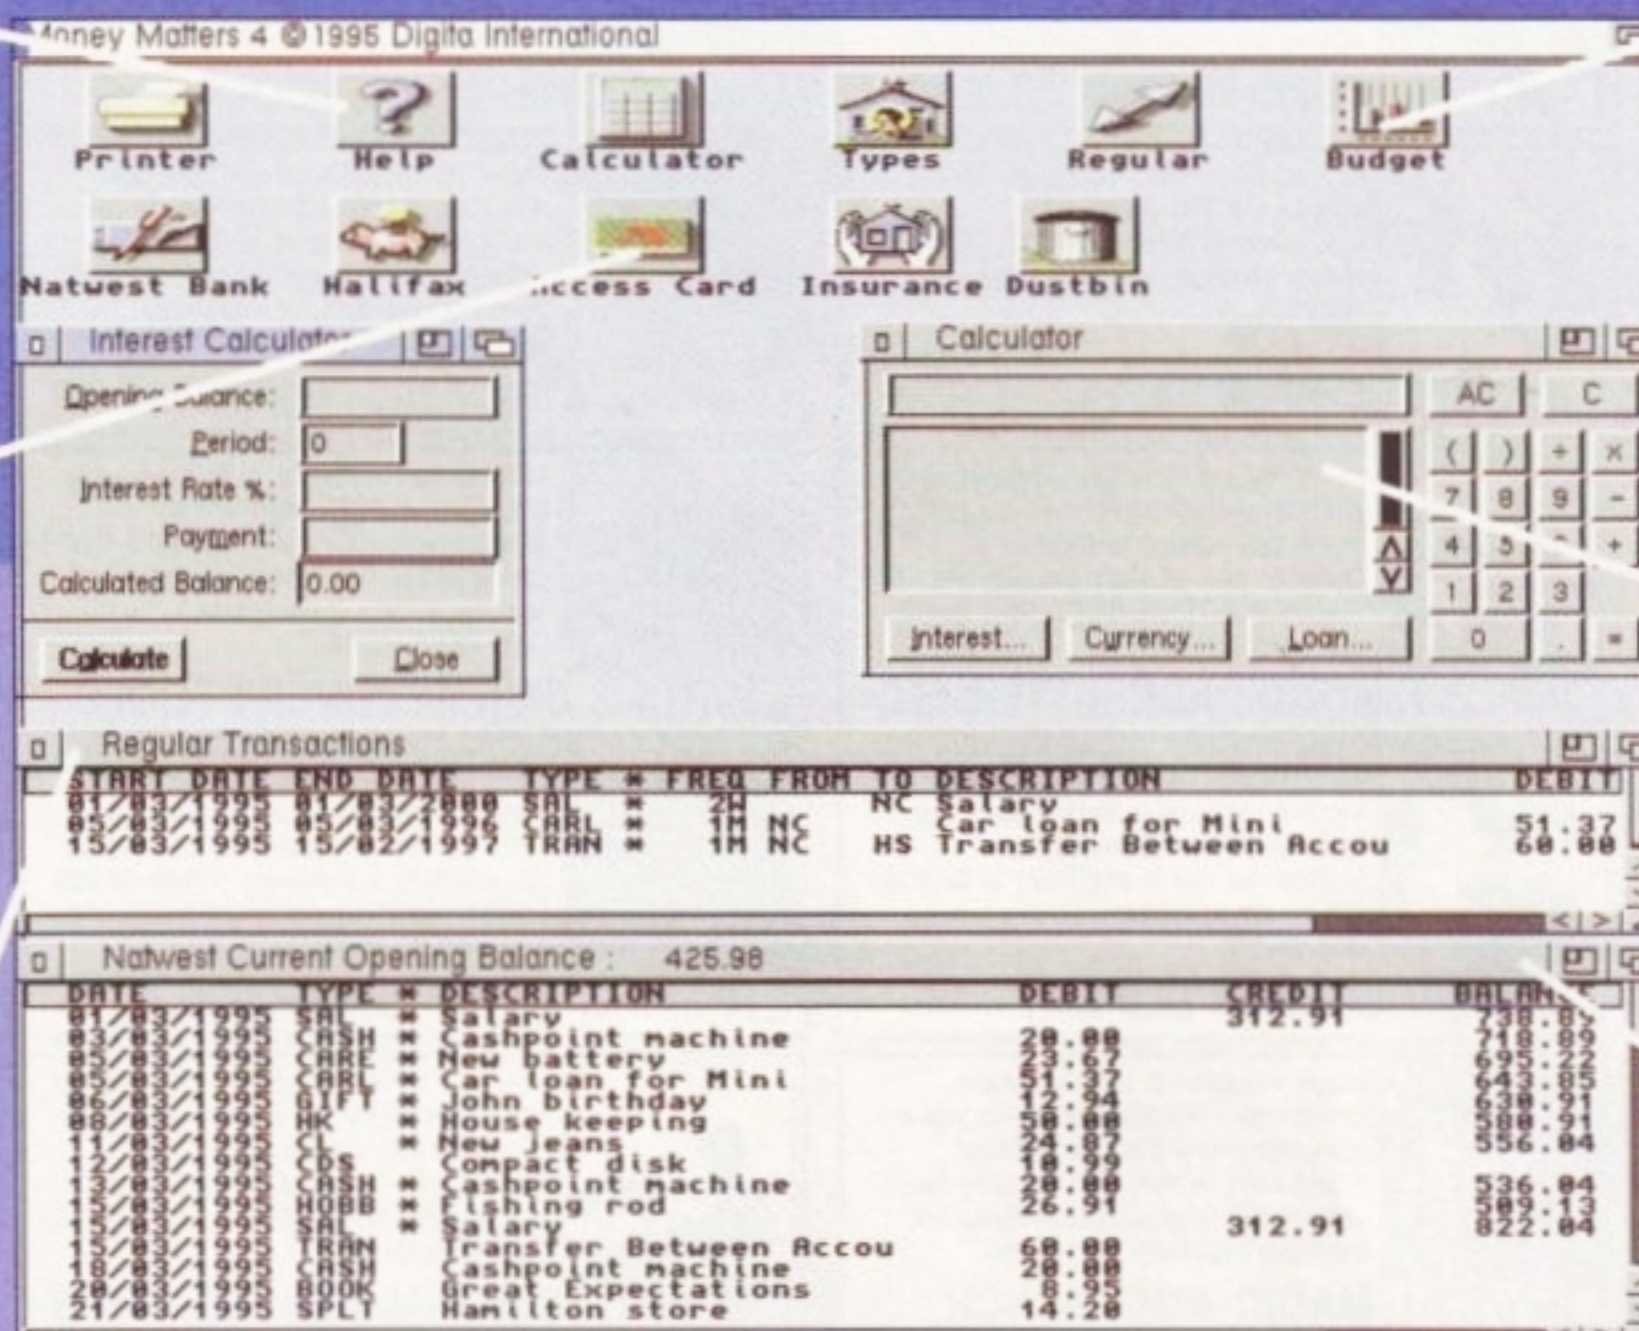 Money Matters 4 © 1995 Digita International
Printer Help Calculator Types Regular Budget
Natwest Bank Halifax Access Card Insurance Dustbin
Interest Calculator
Opening Balance:
Period: 0
Interest Rate %:
Payment:
Calculated Balance: 0.00
Calculate Close
Calculator
AC C
( ) ÷ ×
7 8 9 -
4 5 6 +
1 2 3
0 . =
Interest... Currency... Loan...
Regular Transactions
START DATE END DATE TYPE * FREQ FROM TO DESCRIPTION DEBIT
01/03/1995 01/03/2000 SAL * 2W NC Salary
05/03/1995 05/03/1996 CARL * 1M NC Car loan for Mini 51.37
15/03/1995 15/02/1997 TRAN * 1M NC HS Transfer Between Accou 60.00
< >
Natwest Current Opening Balance : 425.98
DATE TYPE * DESCRIPTION DEBIT CREDIT BALANCE
01/03/1995 SAL * Salary 312.91 738.89
03/03/1995 CASH * Cashpoint machine 20.00 718.89
05/03/1995 CARE * New battery 23.67 695.22
05/03/1995 CARL * Car loan for Mini 51.37 643.85
06/03/1995 GIFT * John birthday 12.94 630.91
08/03/1995 HK * House keeping 50.00 580.91
11/03/1995 CL * New jeans 24.87 556.04
12/03/1995 CDS Compact disk 10.99
13/03/1995 CASH * Cashpoint machine 20.00 536.04
15/03/1995 HOBB * Fishing rod 26.91 509.13
15/03/1995 SAL * Salary 312.91 822.04
15/03/1995 TRAN Transfer Between Accou 60.00
18/03/1995 CASH Cashpoint machine 20.00
20/03/1995 BOOK Great Expectations 8.95
21/03/1995 SPLT Hamilton store 14.20